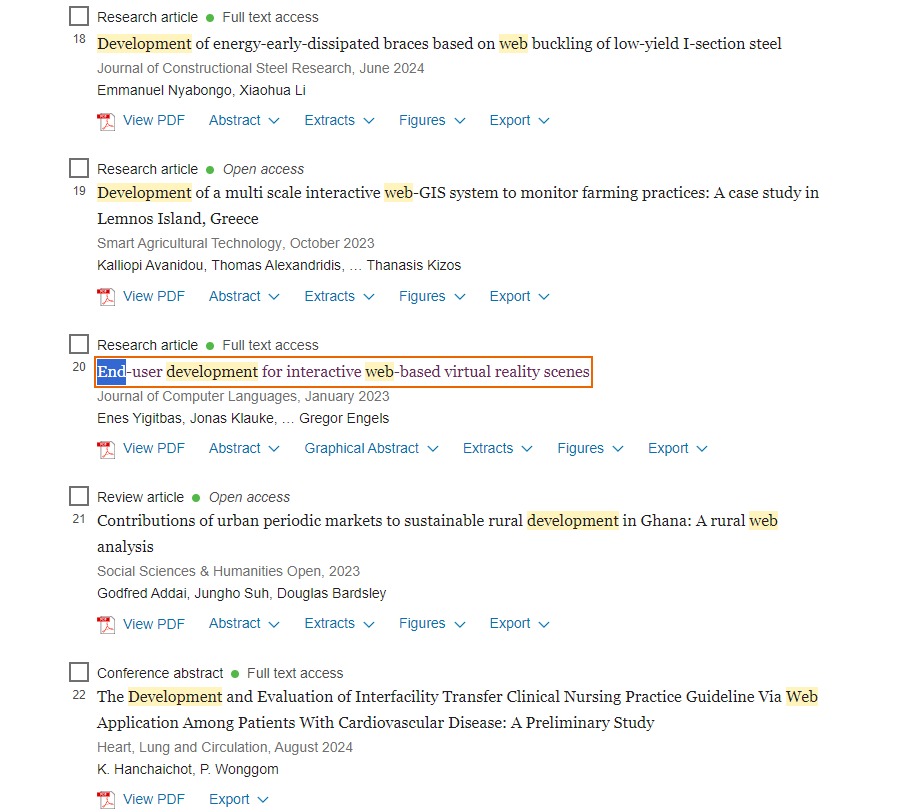 Research article ● Full text access
18
Development of energy-early-dissipated braces based on web buckling of low-yield I-section steel
Journal of Constructional Steel Research, June 2024
Emmanuel Nyabongo, Xiaohua Li
View PDF Abstract Extracts Figures Export
Research article ● Open access
19
Development of a multi scale interactive web-GIS system to monitor farming practices: A case study in
Lemnos Island, Greece
Smart Agricultural Technology, October 2023
Kalliopi Avanidou, Thomas Alexandridis, … Thanasis Kizos
View PDF Abstract Extracts Figures Export
Research article ● Full text access
20
End-user development for interactive web-based virtual reality scenes
Journal of Computer Languages, January 2023
Enes Yigitbas, Jonas Klauke, … Gregor Engels
View PDF Abstract Graphical Abstract Extracts Figures Export
Review article ● Open access
21
Contributions of urban periodic markets to sustainable rural development in Ghana: A rural web
analysis
Social Sciences & Humanities Open, 2023
Godfred Addai, Jungho Suh, Douglas Bardsley
View PDF Abstract Extracts Figures Export
Conference abstract ● Full text access
22
The Development and Evaluation of Interfacility Transfer Clinical Nursing Practice Guideline Via Web
Application Among Patients With Cardiovascular Disease: A Preliminary Study
Heart, Lung and Circulation, August 2024
K. Hanchaichot, P. Wonggom
View PDF Export